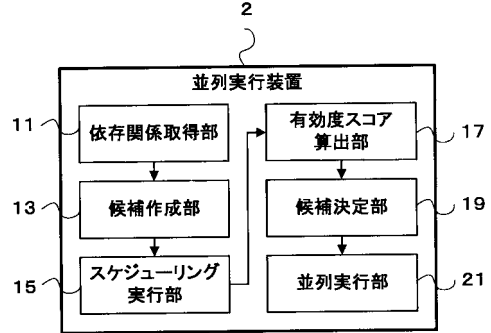 2
並列実行装置
11
依存関係取得部
13
候補作成部
15
スケジューリング
実行部
有効度スコア
算出部
17
候補決定部
19
並列実行部
21